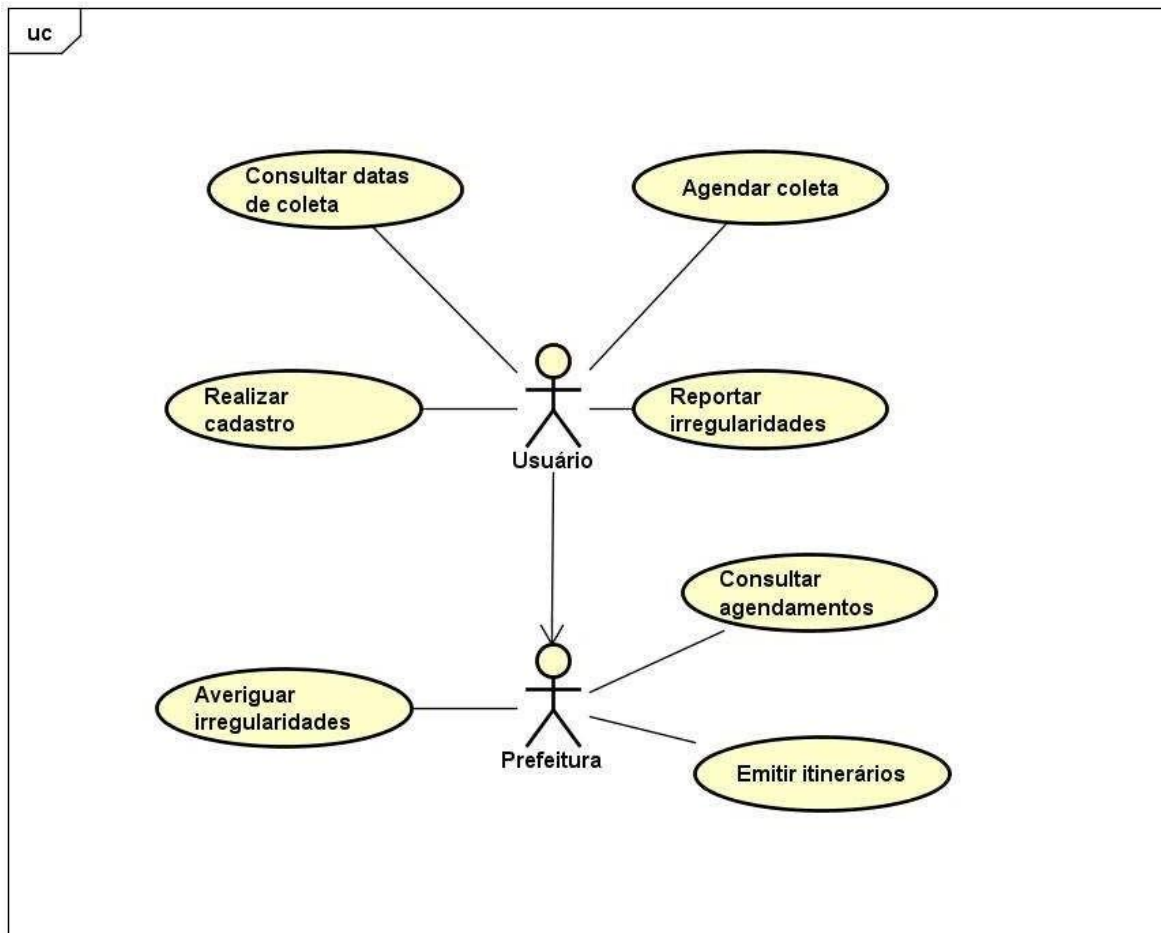 uc
Consultar datas
de coleta
Agendar coleta
Realizar
cadastro
Reportar
irregularidades
Usuário
Consultar
agendamentos
Averiguar
irregularidades
Prefeitura
Emitir itinerários